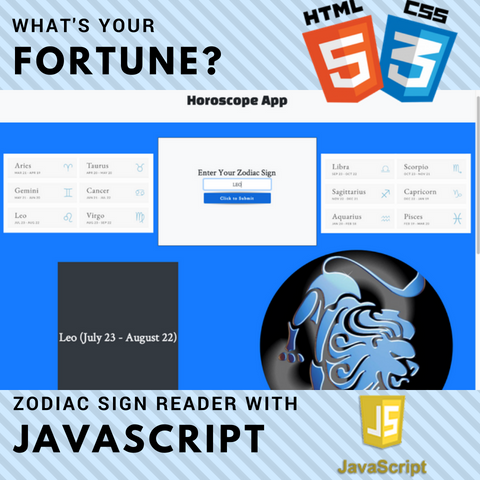 WHAT'S YOUR
FORTUNE?
HTML
5
CSS
3
Horoscope App
Aries
Taurus
Gemini
Cancer
Leo
Virgo
Enter Your Zodiac Sign
LEO
Click to Submit
Libra
Scorpio
Sagittarius
Capricorn
Aquarius
Pisces
Leo (July 23 - August 22)
ZODIAC SIGN READER WITH
JAVASCRIPT
JS
JavaScript